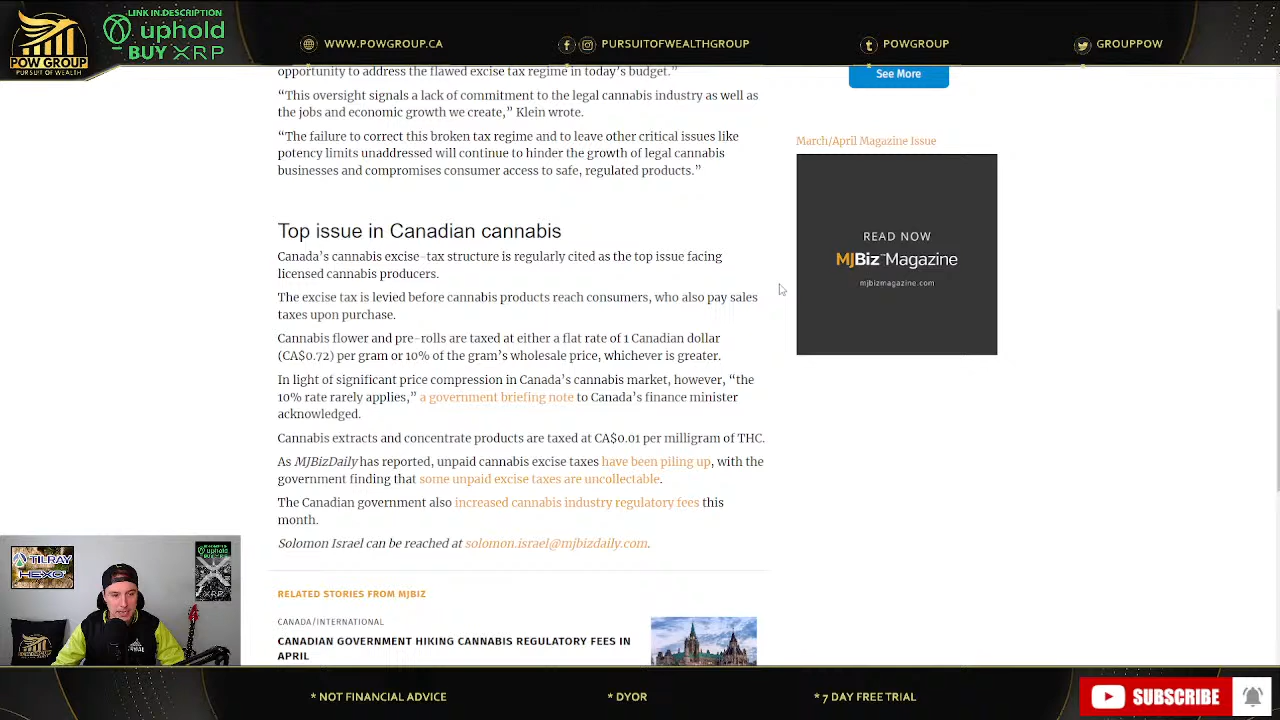 LINK IN DESCRIPTION
uphold
BUY XRP
POW GROUP
PURSUIT OF WEALTH
WWW.POWGROUP.CA
PURSUITOFWEALTHGROUP
POWGROUP
GROUPPOW
opportunity to address the flawed excise tax regime in today's budget.”
“This oversight signals a lack of commitment to the legal cannabis industry as well as
the jobs and economic growth we create,” Klein wrote.
“The failure to correct this broken tax regime and to leave other critical issues like
potency limits unaddressed will continue to hinder the growth of legal cannabis
businesses and compromises consumer access to safe, regulated products.”
Top issue in Canadian cannabis
Canada's cannabis excise-tax structure is regularly cited as the top issue facing
licensed cannabis producers.
The excise tax is levied before cannabis products reach consumers, who also pay sales
taxes upon purchase.
Cannabis flower and pre-rolls are taxed at either a flat rate of 1 Canadian dollar
(CA$0.72) per gram or 10% of the gram's wholesale price, whichever is greater.
In light of significant price compression in Canada's cannabis market, however, “the
10% rate rarely applies,” a government briefing note to Canada's finance minister
acknowledged.
Cannabis extracts and concentrate products are taxed at CA$0.01 per milligram of THC.
As MJBizDaily has reported, unpaid cannabis excise taxes have been piling up, with the
government finding that some unpaid excise taxes are uncollectable.
The Canadian government also increased cannabis industry regulatory fees this
month.
Solomon Israel can be reached at solomon.israel@mjbizdaily.com.
RELATED STORIES FROM MJBIZ
CANADA/INTERNATIONAL
CANADIAN GOVERNMENT HIKING CANNABIS REGULATORY FEES IN
APRIL
See More
March/April Magazine Issue
READ NOW
MJBiz Magazine
mjbizmagazine.com
TILRAY
HEXO
uphold
BUY XRP
POW GROUP
* NOT FINANCIAL ADVICE
* DYOR
* 7 DAY FREE TRIAL
SUBSCRIBE